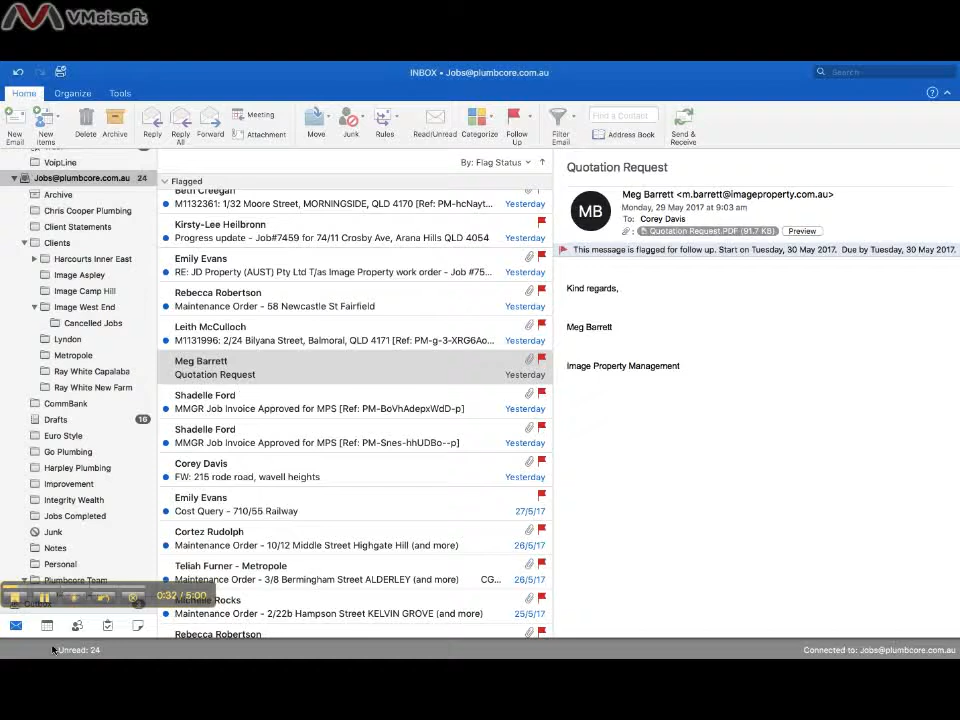 VMeisoft
INBOX • Jobs@plumbcore.com.au
Search
Home Organize Tools
New Email
New Items
Delete
Archive
Reply
Reply All
Forward
Meeting
Attachment
Move
Junk
Rules
Read/Unread
Categorize
Follow Up
Filter Email
Find a Contact
Address Book
Send & Receive
VoipLine
Jobs@plumbcore.com.au 24
Archive
Chris Cooper Plumbing
Client Statements
Clients
Harcourts Inner East
Image Aspley
Image Camp Hill
Image West End
Cancelled Jobs
Lyndon
Metropole
Ray White Capalaba
Ray White New Farm
CommBank
Drafts 16
Euro Style
Go Plumbing
Harpley Plumbing
Improvement
Integrity Wealth
Jobs Completed
Junk
Notes
Personal
Plumbcore Team
Outbox
0:32 / 5:00
By: Flag Status
Flagged
Beth Creegan
M1132361: 1/32 Moore Street, MORNINGSIDE, QLD 4170 [Ref: PM-hcNayt... Yesterday
Kirsty-Lee Heilbronn
Progress update - Job#7459 for 74/11 Crosby Ave, Arana Hills QLD 4054 Yesterday
Emily Evans
RE: JD Property (AUST) Pty Ltd T/as Image Property work order - Job #75... Yesterday
Rebecca Robertson
Maintenance Order - 58 Newcastle St Fairfield Yesterday
Leith McCulloch
M1131996: 2/24 Bilyana Street, Balmoral, QLD 4171 [Ref: PM-g-3-XRG6Ao... Yesterday
Meg Barrett
Quotation Request Yesterday
Shadelle Ford
MMGR Job Invoice Approved for MPS [Ref: PM-BoVhAdepxWdD-p] Yesterday
Shadelle Ford
MMGR Job Invoice Approved for MPS [Ref: PM-Snes-hhUDBo--p] Yesterday
Corey Davis
FW: 215 rode road, wavell heights Yesterday
Emily Evans
Cost Query - 710/55 Railway 27/5/17
Cortez Rudolph
Maintenance Order - 10/12 Middle Street Highgate Hill (and more) 26/5/17
Teliah Furner - Metropole
Maintenance Order - 3/8 Bermingham Street ALDERLEY (and more) CG... 26/5/17
Michelle Rocks
Maintenance Order - 2/22b Hampson Street KELVIN GROVE (and more) 25/5/17
Rebecca Robertson
Quotation Request
MB
Meg Barrett <m.barrett@imageproperty.com.au>
Monday, 29 May 2017 at 9:03 am
To: Corey Davis
Quotation Request.PDF (91.7 KB) Preview
This message is flagged for follow up. Start on Tuesday, 30 May 2017. Due by Tuesday, 30 May 2017.
Kind regards,
Meg Barrett
Image Property Management
Unread: 24
Connected to: Jobs@plumbcore.com.au